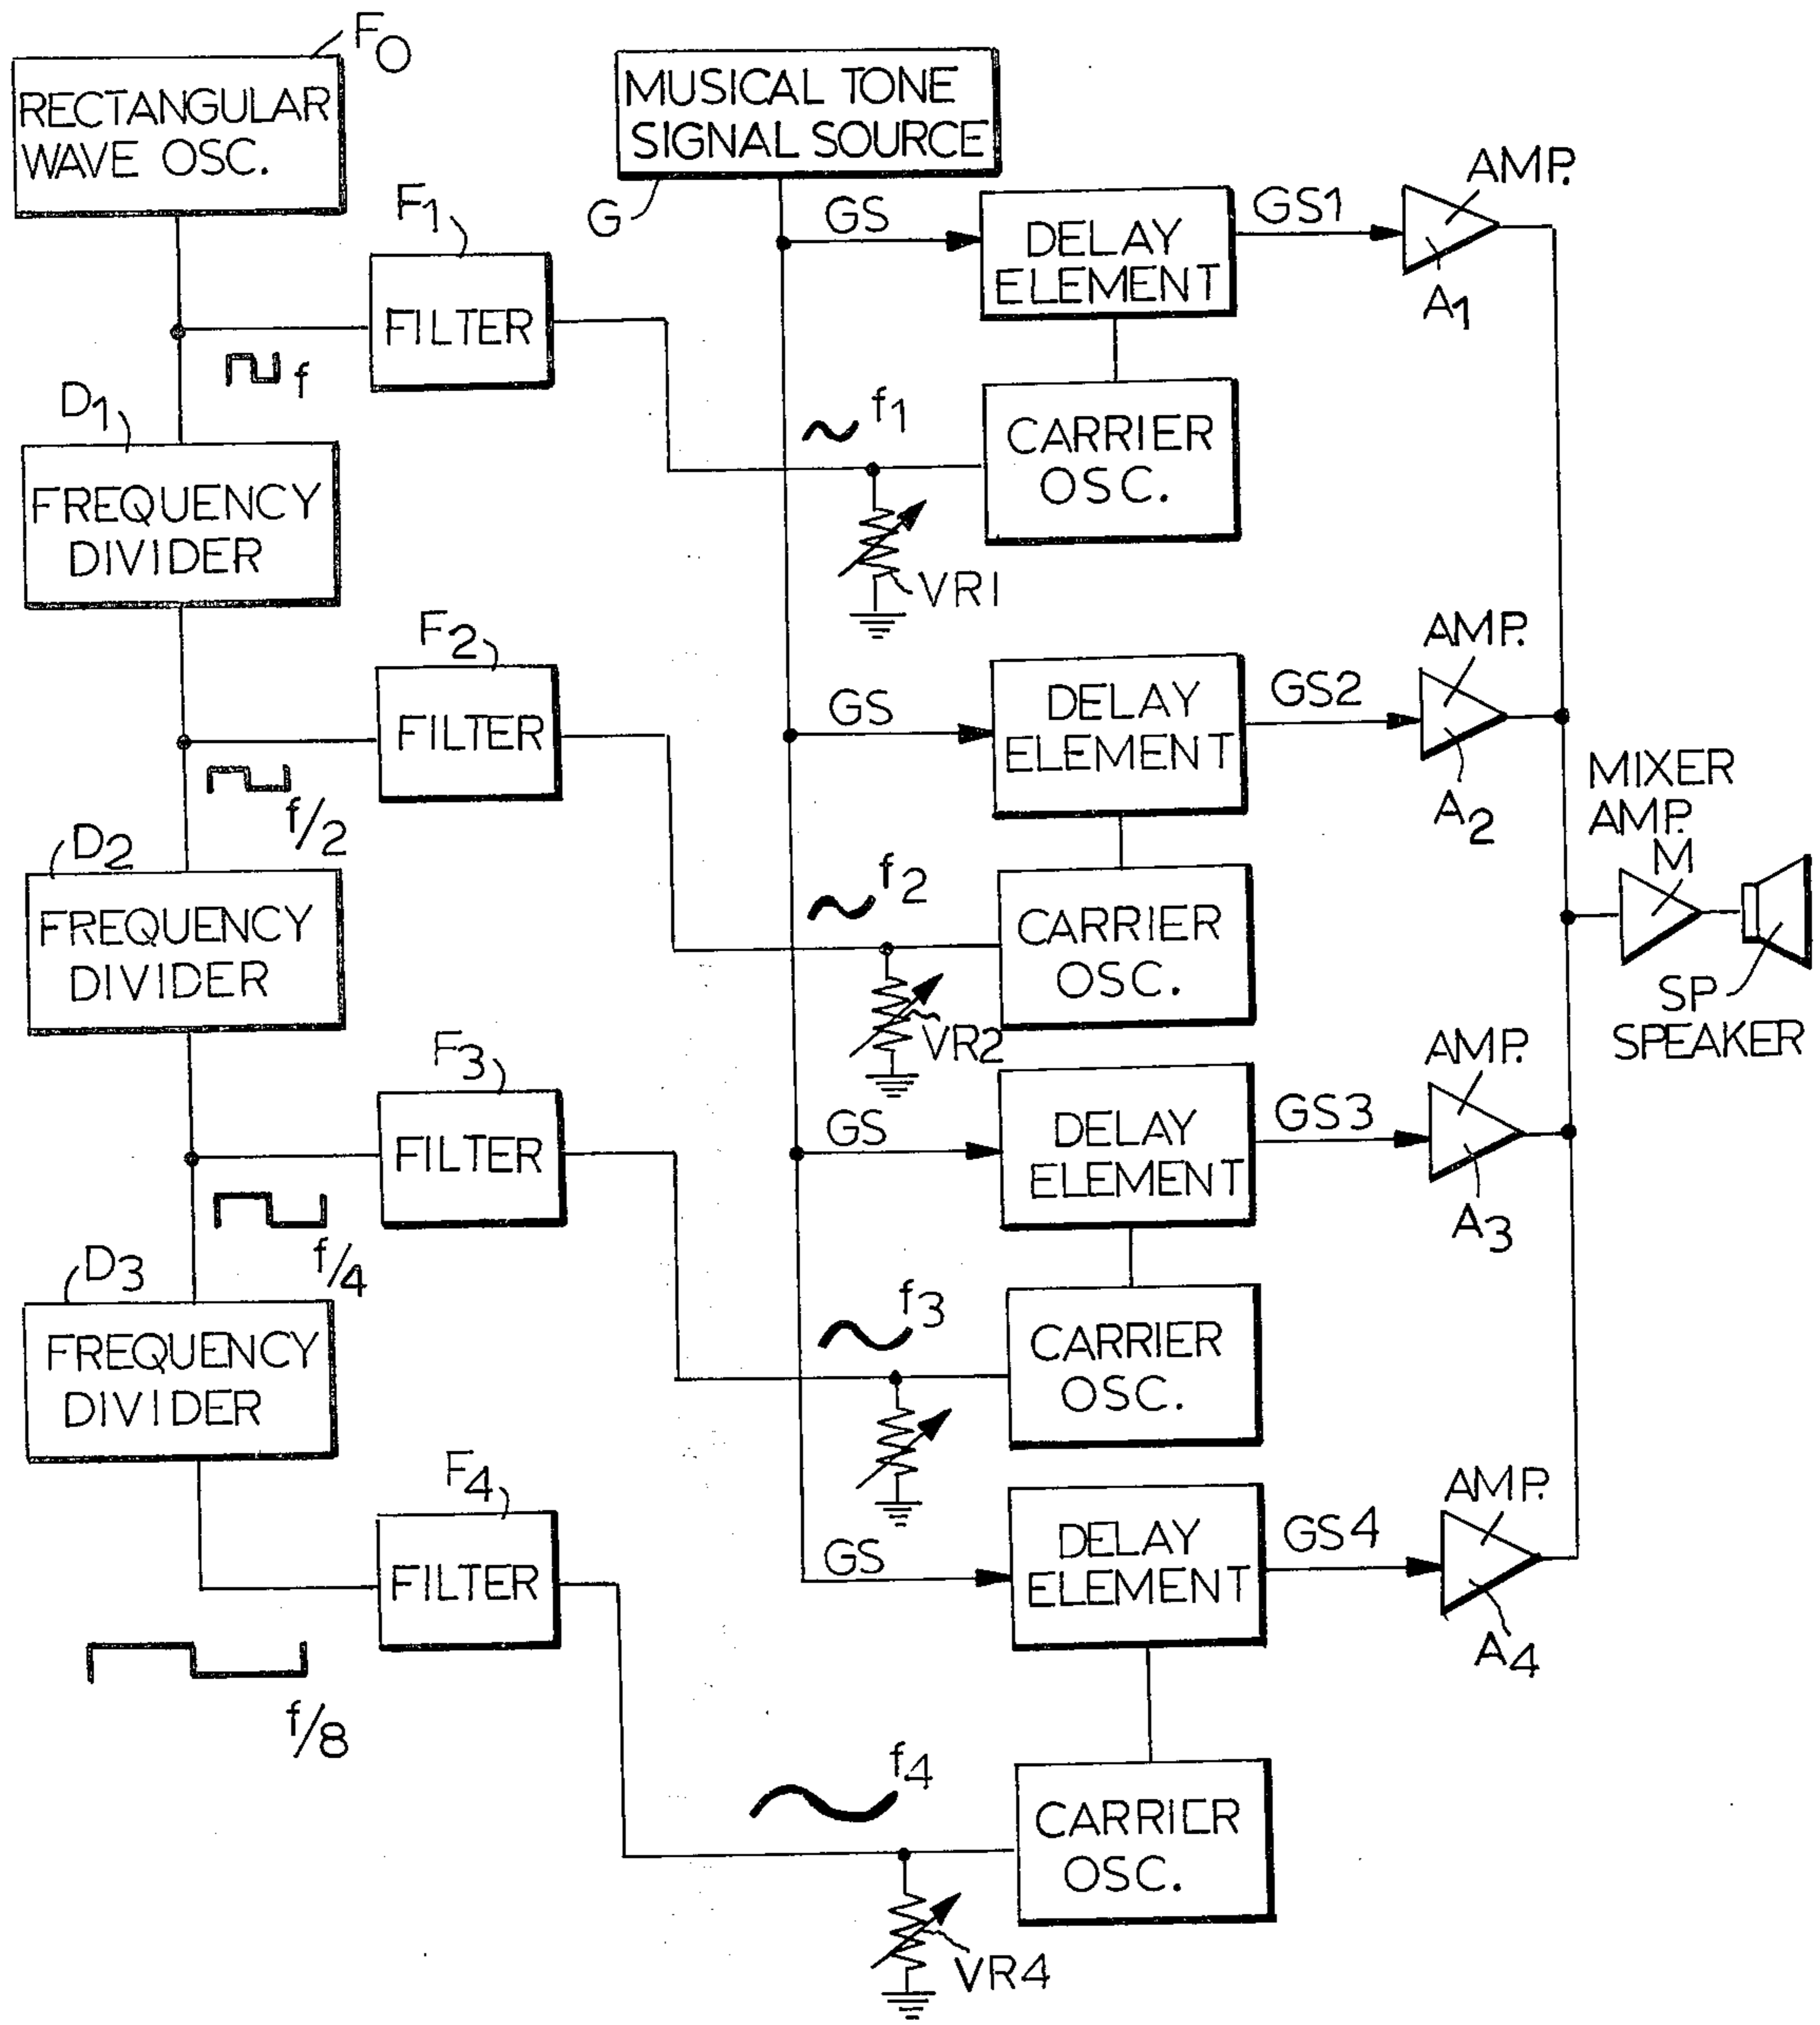 F0
RECTANGULAR
WAVE OSC.
MUSICAL TONE
SIGNAL SOURCE
G
F1
FILTER
f
GS
DELAY
ELEMENT
GS1
AMP.
A1
D1
FREQUENCY
DIVIDER
f1
CARRIER
OSC.
VR1
F2
FILTER
f/2
GS
DELAY
ELEMENT
GS2
AMP.
A2
MIXER
AMP.
M
SP
SPEAKER
D2
FREQUENCY
DIVIDER
f2
CARRIER
OSC.
VR2
F3
FILTER
f/4
GS
DELAY
ELEMENT
GS3
AMP.
A3
D3
FREQUENCY
DIVIDER
f3
CARRIER
OSC.
F4
FILTER
f/8
GS
DELAY
ELEMENT
GS4
AMP.
A4
f4
CARRIER
OSC.
VR4